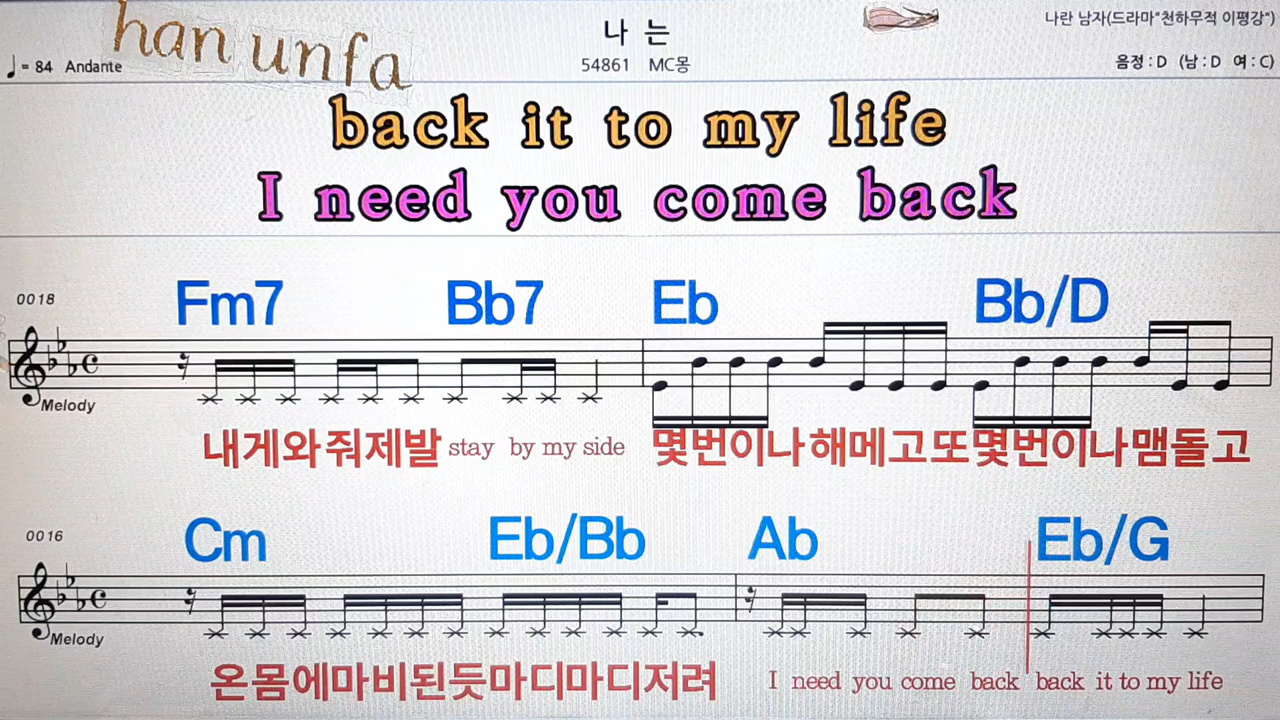 han unfa
나 는
나란 남자(드라마"천하무적 이평강")
♩= 84 Andante
54861 MC몽
음정 : D (남 : D 여 : C)
back it to my life
I need you come back
0018
Fm7 Bb7 Eb Bb/D
Melody
내게와줘제발 stay by my side 몇번이나해메고또몇번이나맴돌고
0016
Cm Eb/Bb Ab Eb/G
Melody
온몸에마비된듯마디마디저려 I need you come back back it to my life